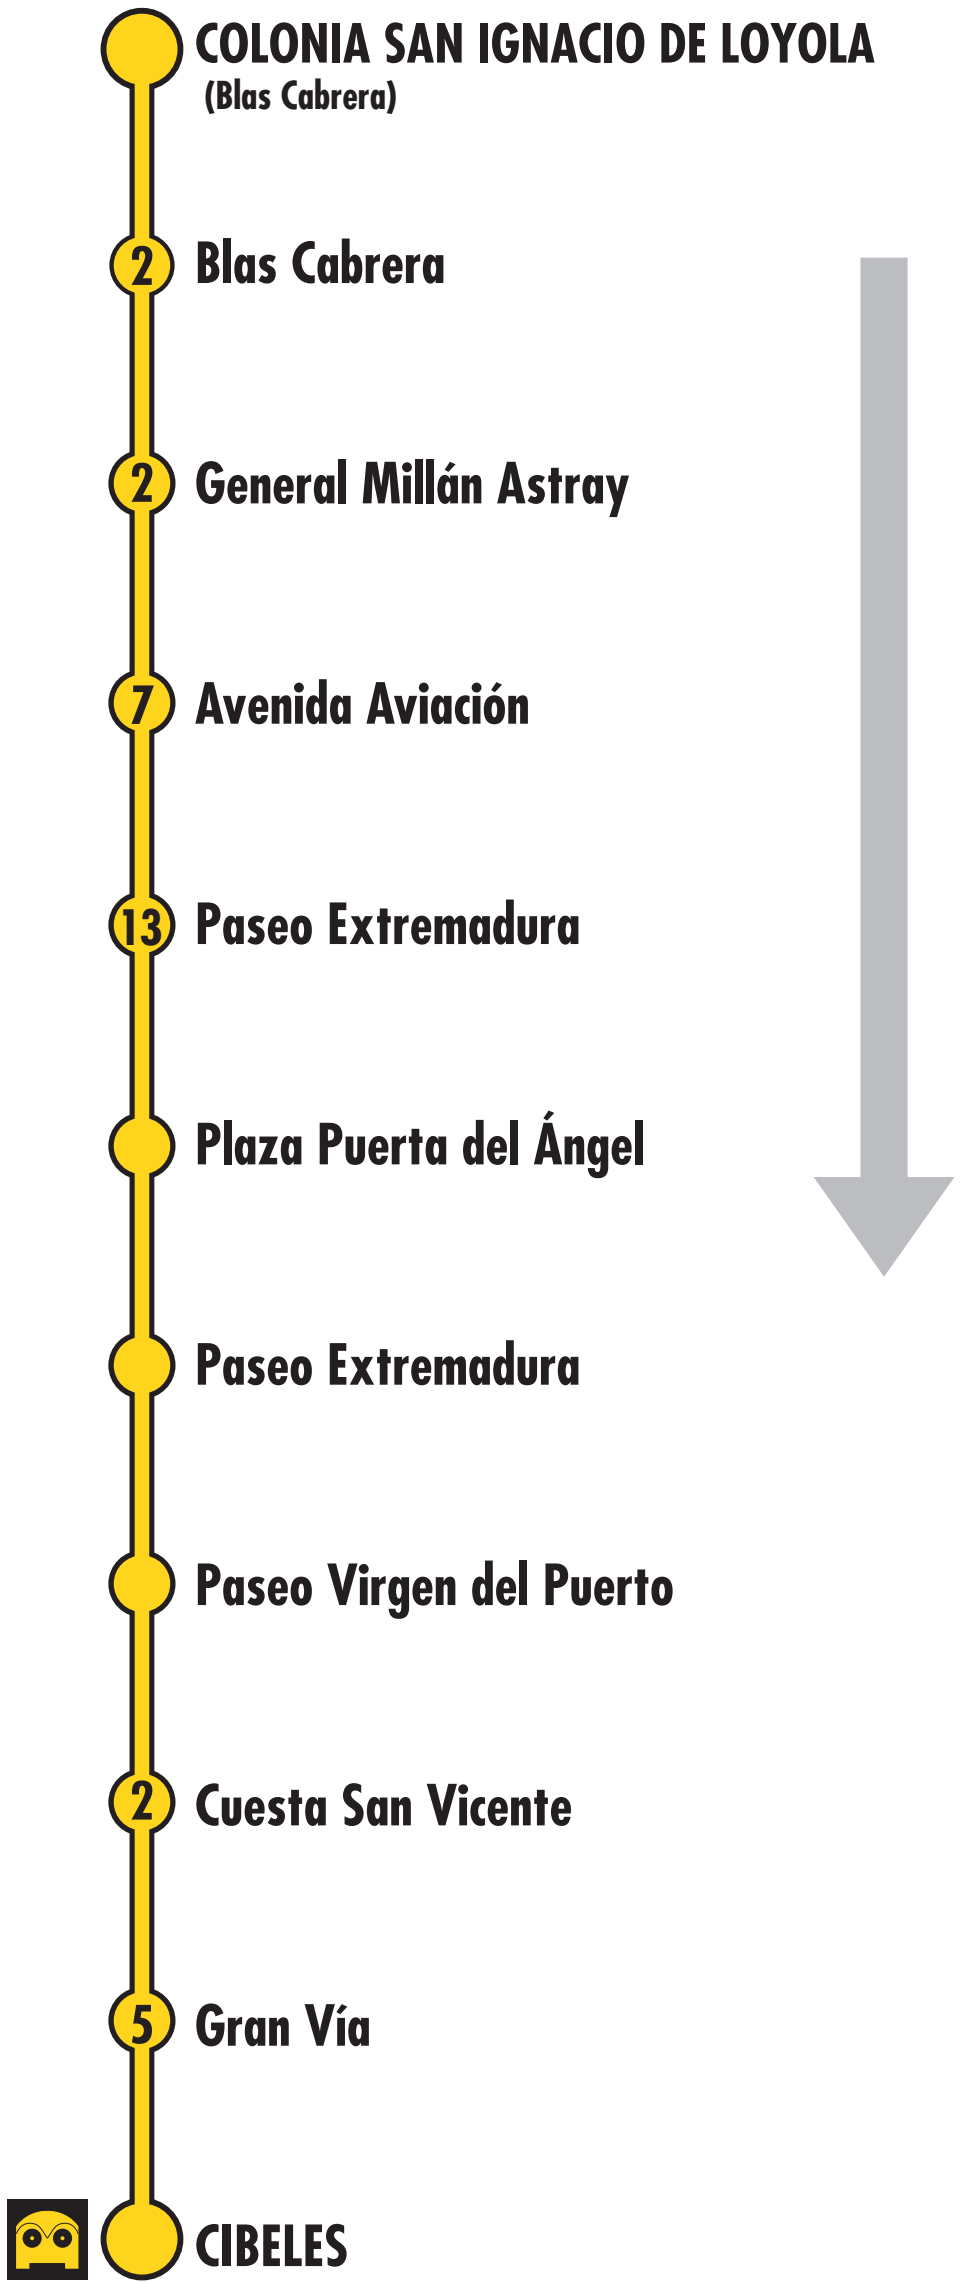 COLONIA SAN IGNACIO DE LOYOLA
(Blas Cabrera)
2 Blas Cabrera
2 General Millán Astray
7 Avenida Aviación
13 Paseo Extremadura
Plaza Puerta del Ángel
Paseo Extremadura
Paseo Virgen del Puerto
2 Cuesta San Vicente
5 Gran Vía
CIBELES